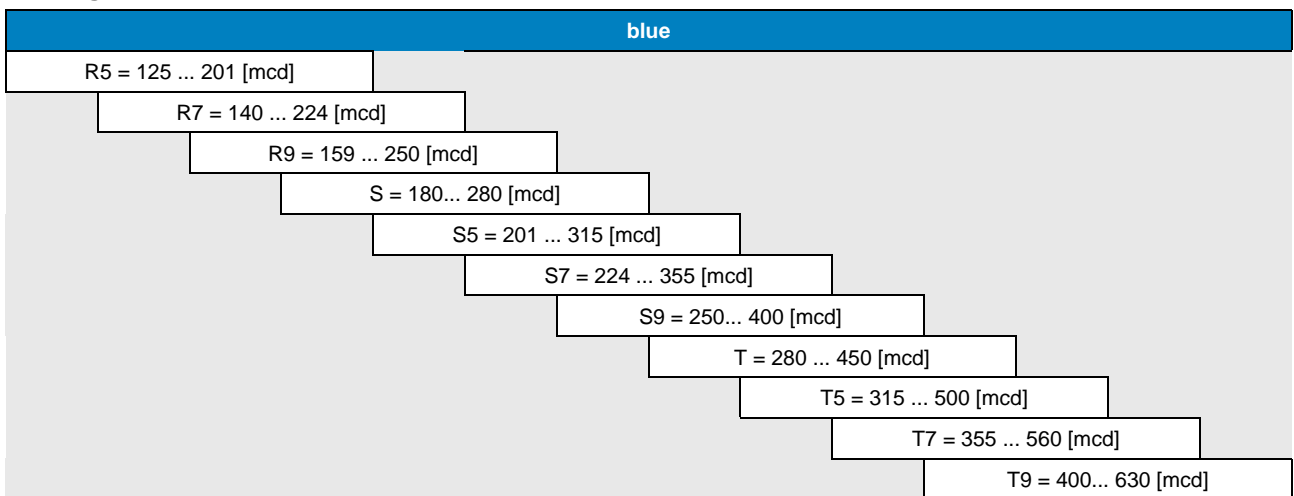 blue
R5 = 125 ... 201 [mcd]
R7 = 140 ... 224 [mcd]
R9 = 159 ... 250 [mcd]
S = 180... 280 [mcd]
S5 = 201 ... 315 [mcd]
S7 = 224 ... 355 [mcd]
S9 = 250... 400 [mcd]
T = 280 ... 450 [mcd]
T5 = 315 ... 500 [mcd]
T7 = 355 ... 560 [mcd]
T9 = 400... 630 [mcd]